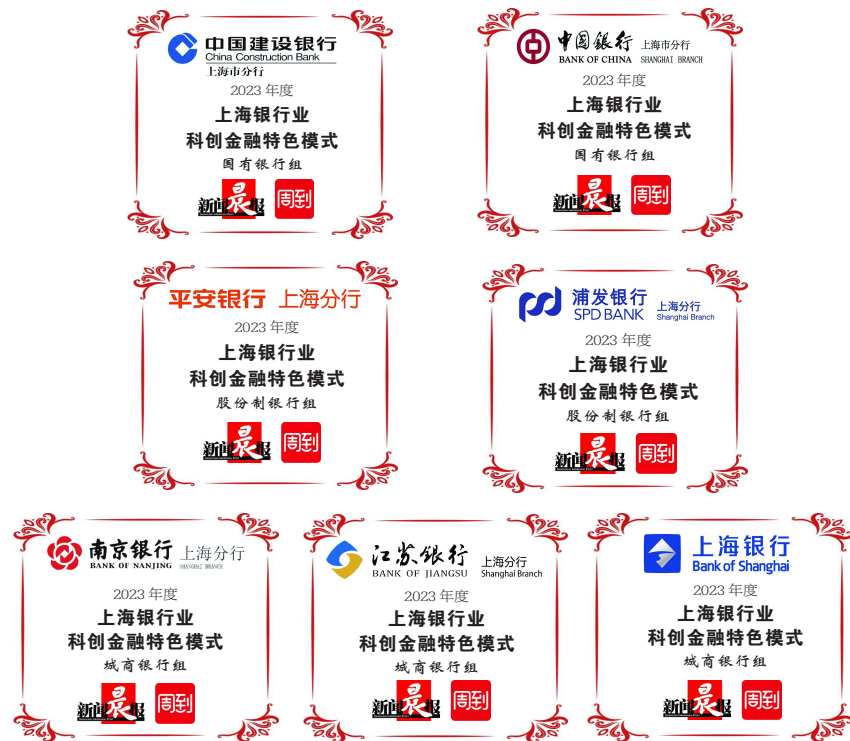 中国建设银行
China Construction Bank
上海市分行
2023 年度
上海银行业
科创金融特色模式
国有银行组
新闻晨报
周到
中国银行 上海市分行
BANK OF CHINA SHANGHAI BRANCH
2023 年度
上海银行业
科创金融特色模式
国有银行组
新闻晨报
周到
平安银行 上海分行
2023 年度
上海银行业
科创金融特色模式
股份制银行组
新闻晨报
周到
浦发银行 上海分行
SPD BANK Shanghai Branch
2023 年度
上海银行业
科创金融特色模式
股份制银行组
新闻晨报
周到
南京银行 上海分行
BANK OF NANJING SHANGHAI BRANCH
2023 年度
上海银行业
科创金融特色模式
城商银行组
新闻晨报
周到
江苏银行 上海分行
BANK OF JIANGSU Shanghai Branch
2023 年度
上海银行业
科创金融特色模式
城商银行组
新闻晨报
周到
上海银行
Bank of Shanghai
2023 年度
上海银行业
科创金融特色模式
城商银行组
新闻晨报
周到